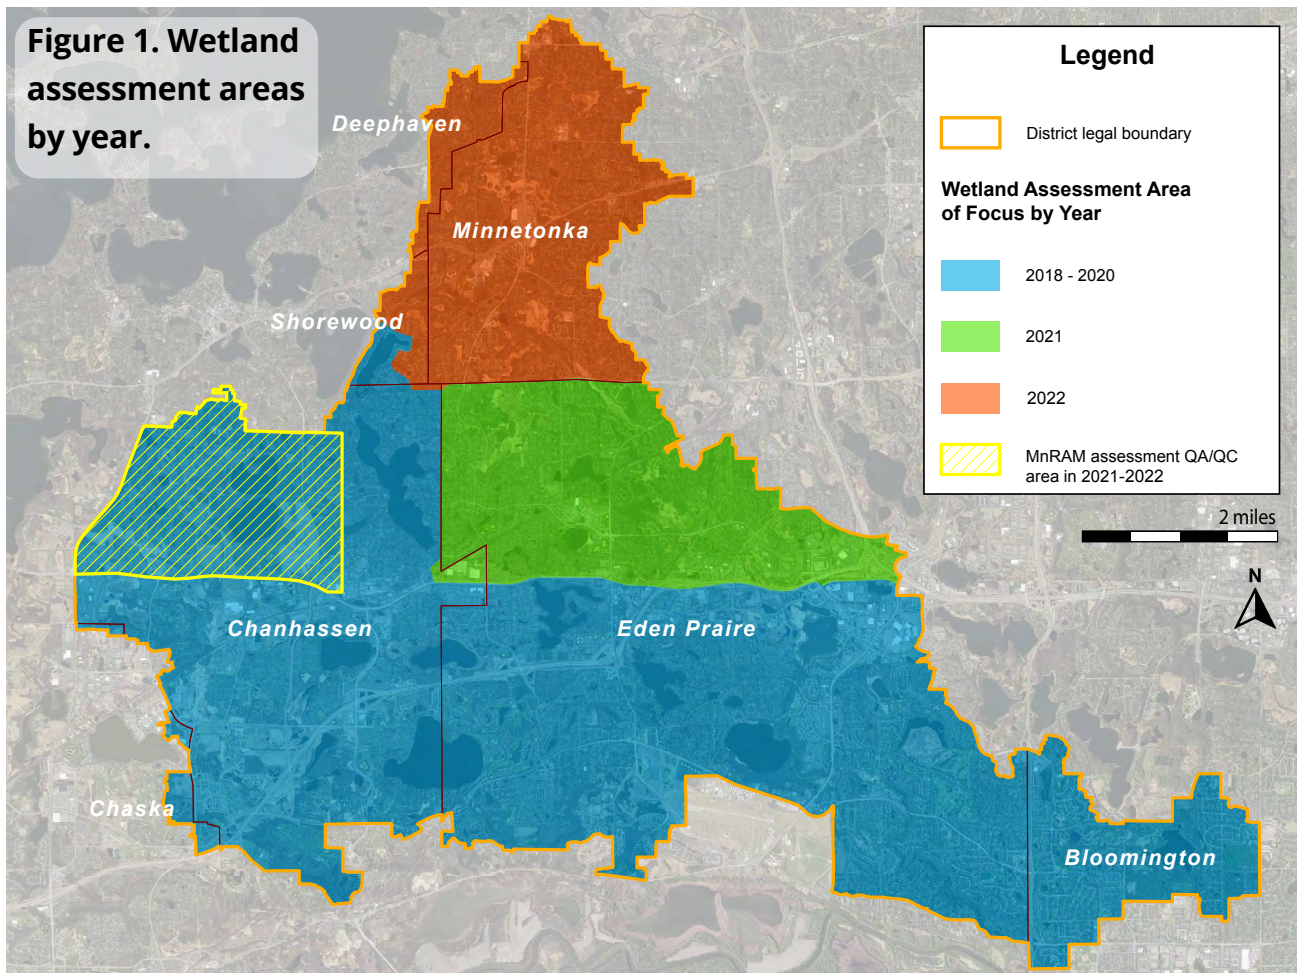 Figure 1. Wetland
assessment areas
by year.
Legend
District legal boundary
Wetland Assessment Area
of Focus by Year
2018 - 2020
2021
2022
MnRAM assessment QA/QC
area in 2021-2022
2 miles
N
Deephaven
Minnetonka
Shorewood
Chanhassen
Eden Praire
Chaska
Bloomington